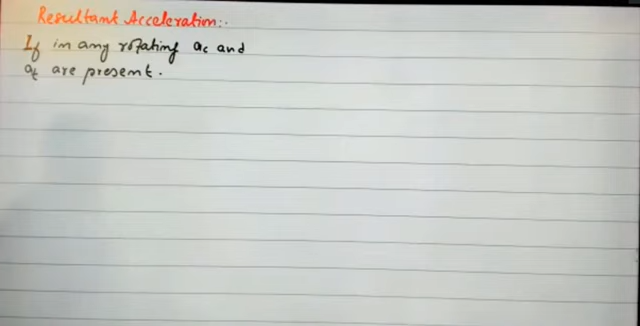 Resultant Acceleration:-
If in any rotating ac and
at are present.